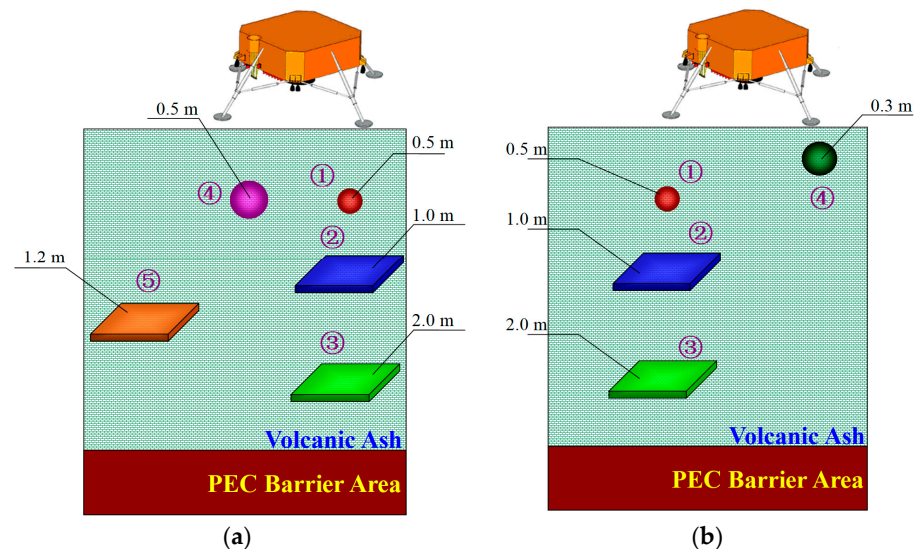 0.5 m
0.5 m
④
①
②
1.0 m
1.2 m
⑤
③
2.0 m
Volcanic Ash
PEC Barrier Area
(a)
0.3 m
0.5 m
①
④
1.0 m
②
2.0 m
③
Volcanic Ash
PEC Barrier Area
(b)